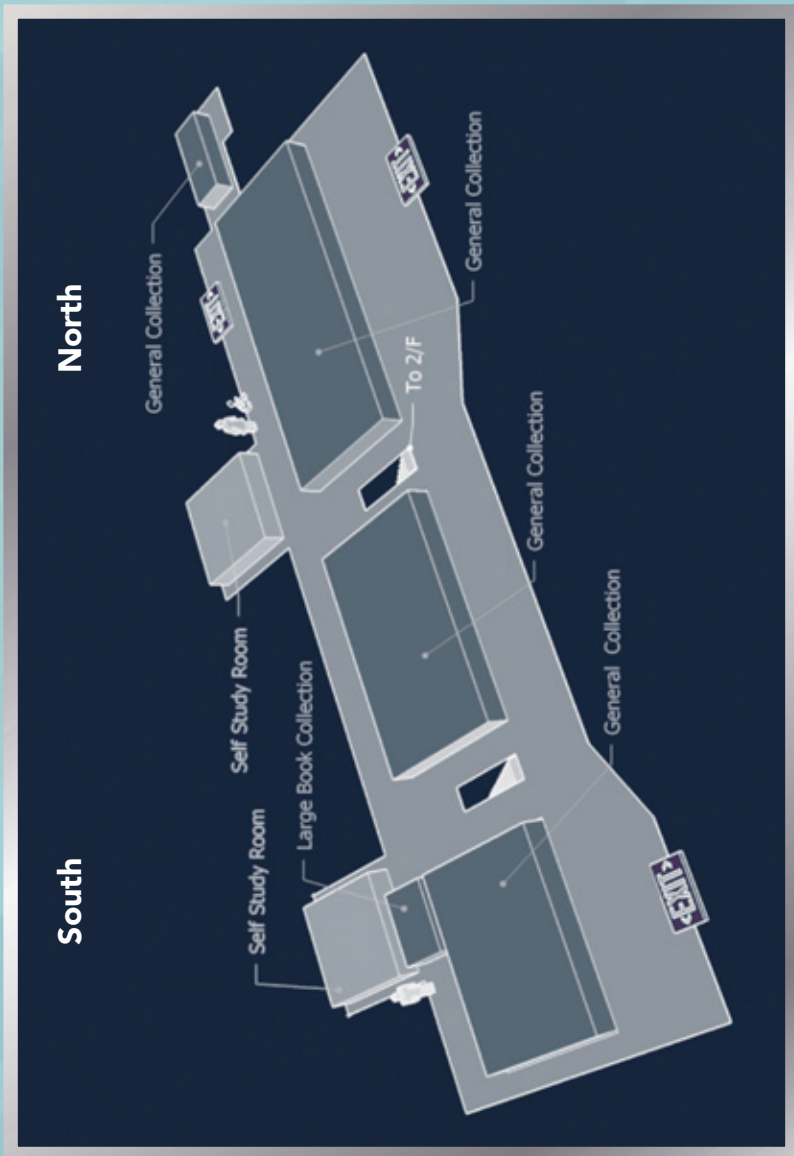 South
North
General Collection
EXIT
Self Study Room
Self Study Room
Large Book Collection
EXIT
To 2/F
General Collection
General Collection
General Collection
EXIT